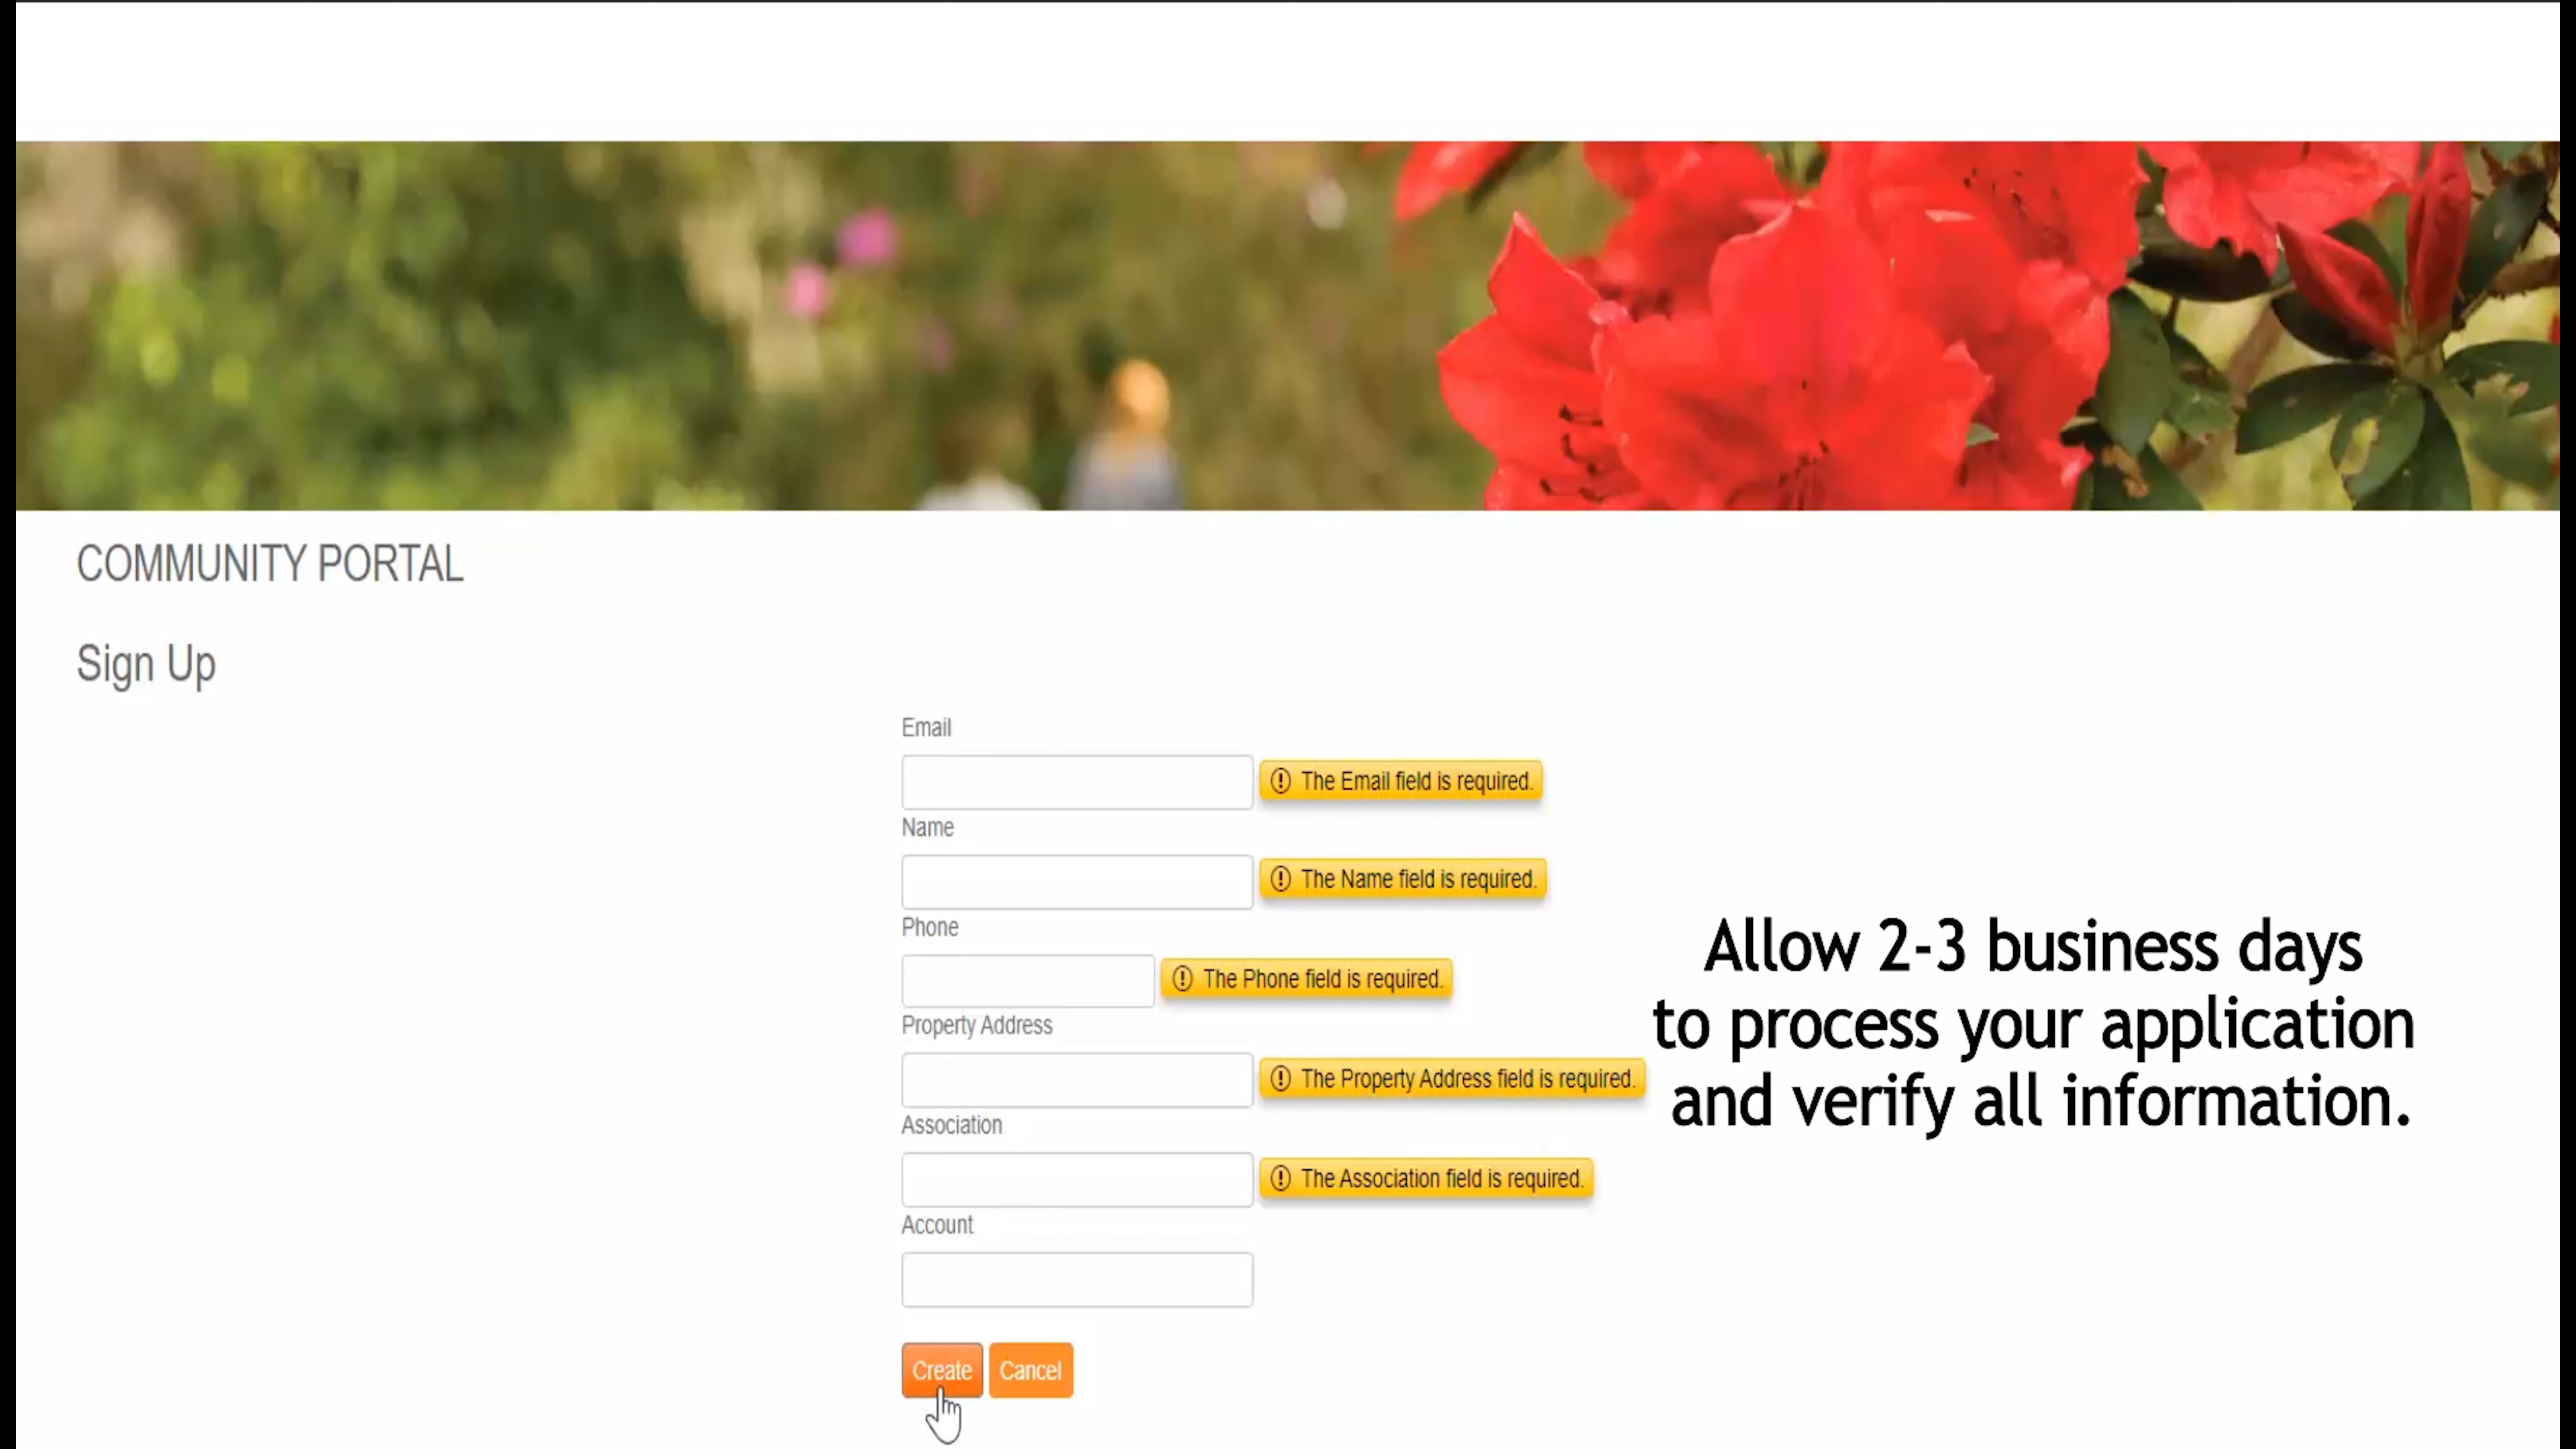 COMMUNITY PORTAL
Sign Up
Email
The Email field is required.
Name
The Name field is required.
Phone
The Phone field is required.
Property Address
The Property Address field is required.
Association
The Association field is required.
Account
Create
Cancel
Allow 2-3 business days
to process your application
and verify all information.